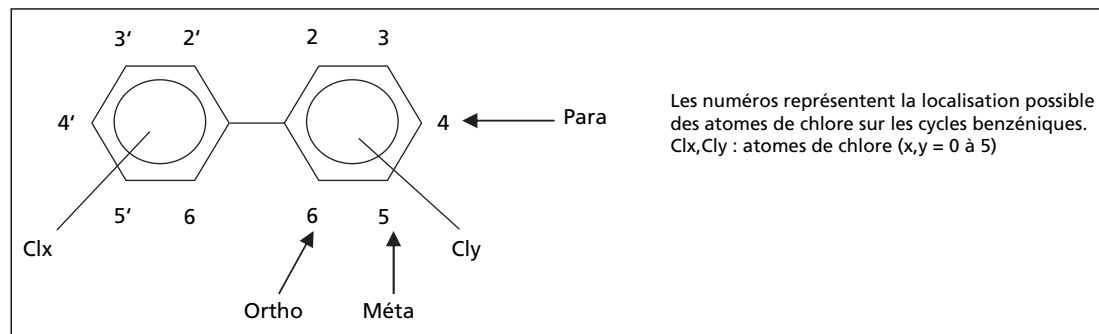 3‘ 2‘ 2 3
4‘ 4 Para
Les numéros représentent la localisation possible
des atomes de chlore sur les cycles benzéniques.
Clx,Cly : atomes de chlore (x,y = 0 à 5)
5‘ 6 6 5
Clx Cly
Ortho Méta